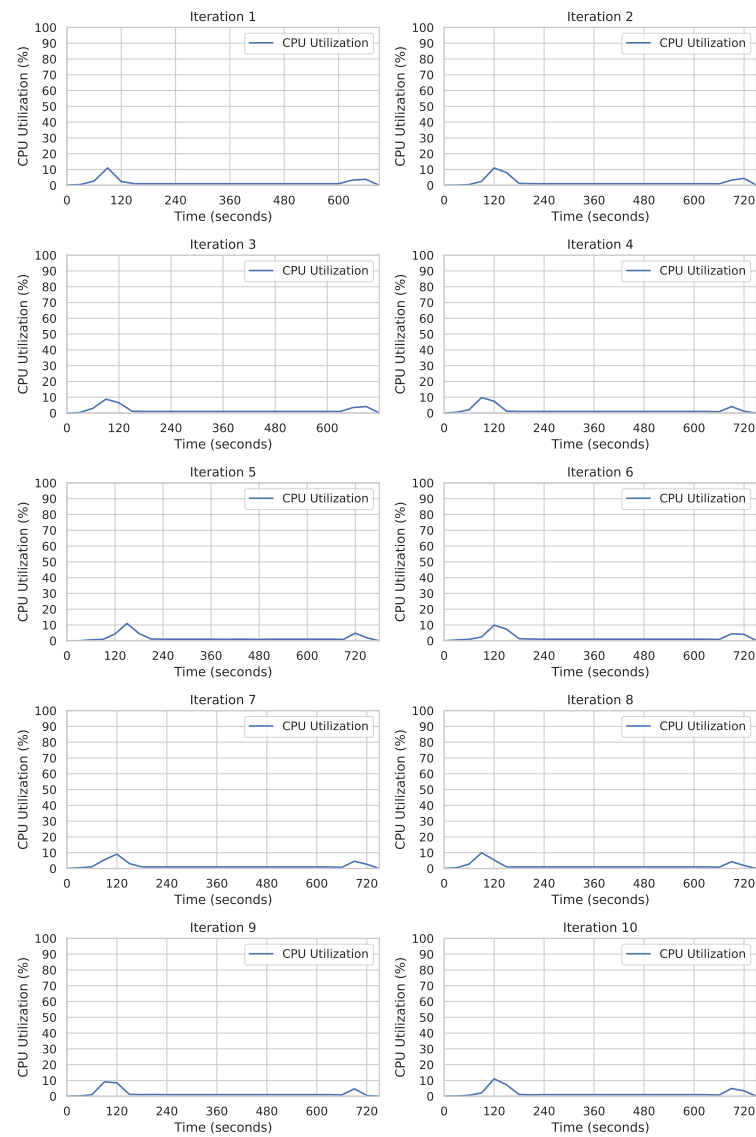 Iteration 1
CPU Utilization (%)
100
90
80
70
60
50
40
30
20
10
0
CPU Utilization
0 120 240 360 480 600
Time (seconds)
Iteration 2
CPU Utilization (%)
100
90
80
70
60
50
40
30
20
10
0
CPU Utilization
0 120 240 360 480 600 720
Time (seconds)
Iteration 3
CPU Utilization (%)
100
90
80
70
60
50
40
30
20
10
0
CPU Utilization
0 120 240 360 480 600
Time (seconds)
Iteration 4
CPU Utilization (%)
100
90
80
70
60
50
40
30
20
10
0
CPU Utilization
0 120 240 360 480 600 720
Time (seconds)
Iteration 5
CPU Utilization (%)
100
90
80
70
60
50
40
30
20
10
0
CPU Utilization
0 120 240 360 480 600 720
Time (seconds)
Iteration 6
CPU Utilization (%)
100
90
80
70
60
50
40
30
20
10
0
CPU Utilization
0 120 240 360 480 600 720
Time (seconds)
Iteration 7
CPU Utilization (%)
100
90
80
70
60
50
40
30
20
10
0
CPU Utilization
0 120 240 360 480 600 720
Time (seconds)
Iteration 8
CPU Utilization (%)
100
90
80
70
60
50
40
30
20
10
0
CPU Utilization
0 120 240 360 480 600 720
Time (seconds)
Iteration 9
CPU Utilization (%)
100
90
80
70
60
50
40
30
20
10
0
CPU Utilization
0 120 240 360 480 600 720
Time (seconds)
Iteration 10
CPU Utilization (%)
100
90
80
70
60
50
40
30
20
10
0
CPU Utilization
0 120 240 360 480 600 720
Time (seconds)